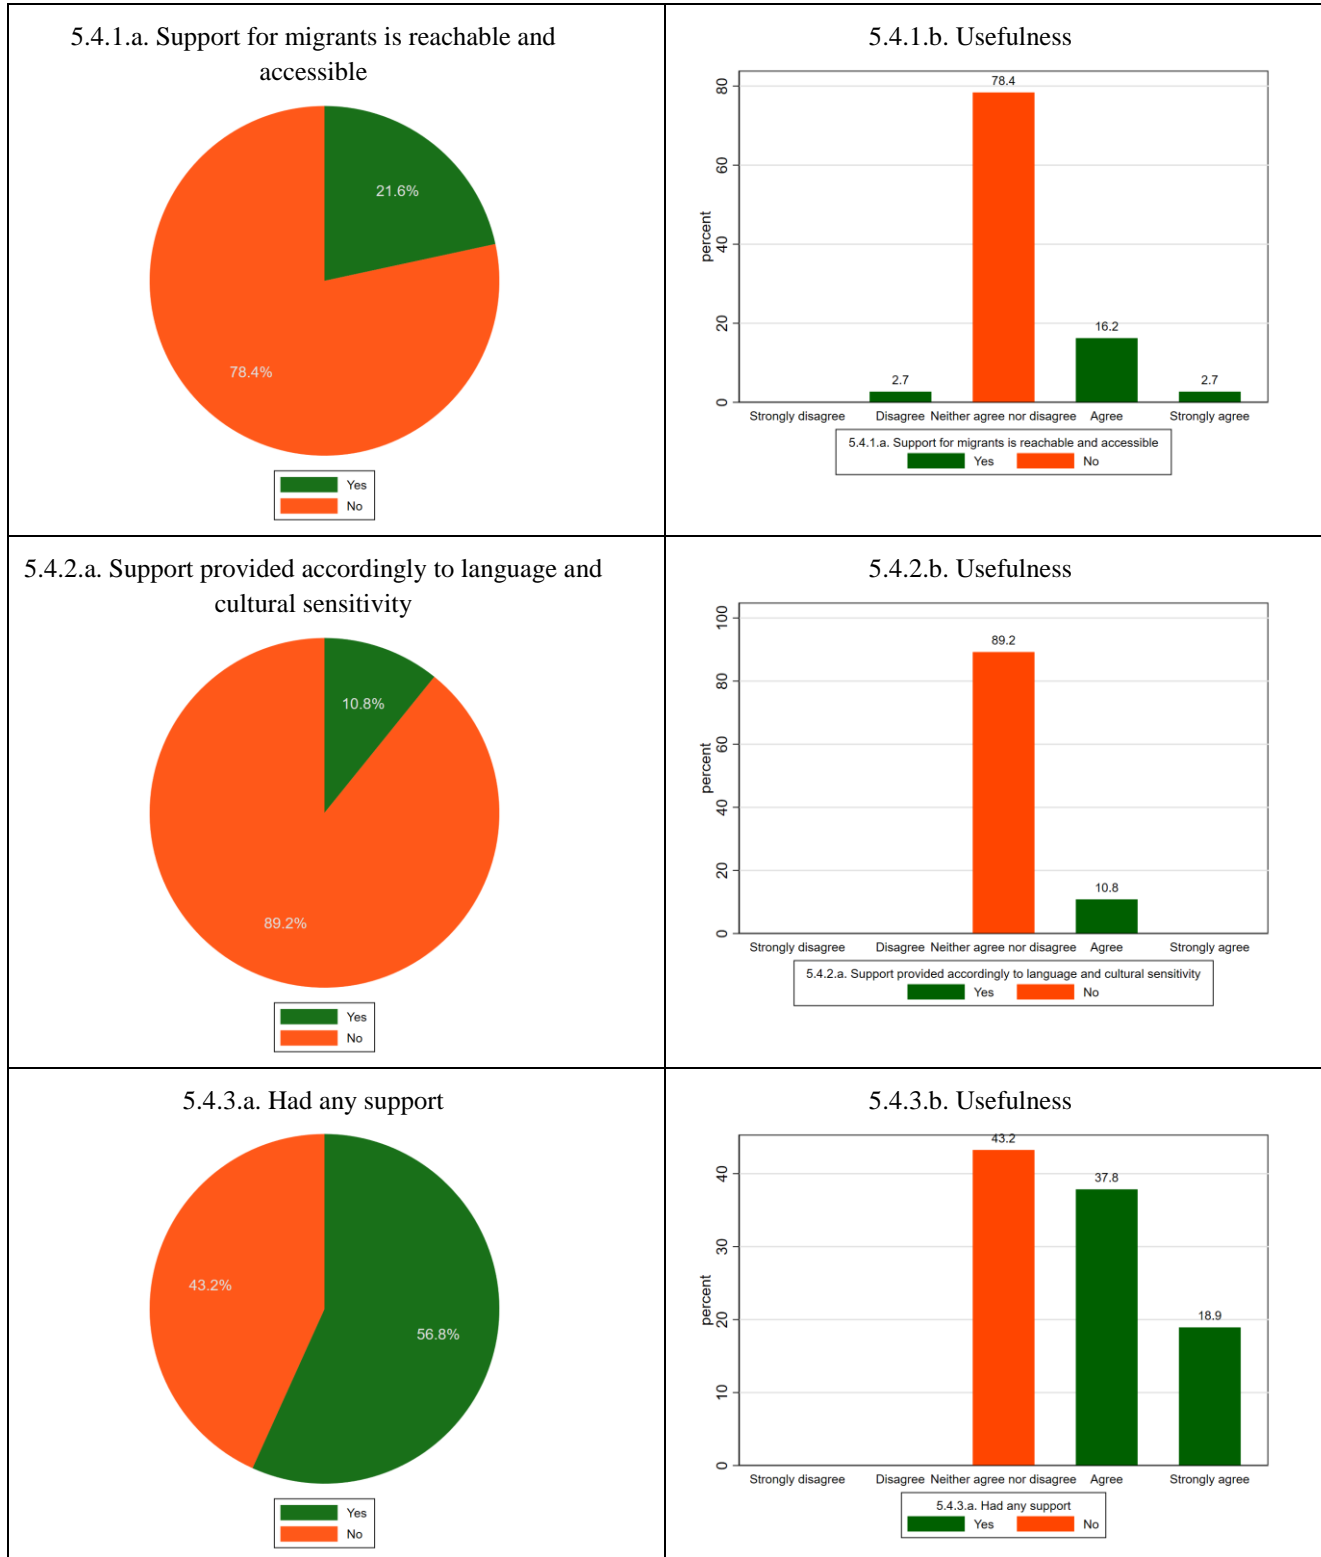 5.4.1.a. Support for migrants is reachable and
accessible
21.6%
78.4%
Yes
No
5.4.1.b. Usefulness
percent
80
60
40
20
0
78.4
16.2
2.7
2.7
Strongly disagree Disagree Neither agree nor disagree Agree Strongly agree
5.4.1.a. Support for migrants is reachable and accessible
Yes No
5.4.2.a. Support provided accordingly to language and
cultural sensitivity
10.8%
89.2%
Yes
No
5.4.2.b. Usefulness
percent
100
80
60
40
20
0
89.2
10.8
Strongly disagree Disagree Neither agree nor disagree Agree Strongly agree
5.4.2.a. Support provided accordingly to language and cultural sensitivity
Yes No
5.4.3.a. Had any support
43.2%
56.8%
Yes
No
5.4.3.b. Usefulness
percent
40
30
20
10
0
43.2
37.8
18.9
Strongly disagree Disagree Neither agree nor disagree Agree Strongly agree
5.4.3.a. Had any support
Yes No